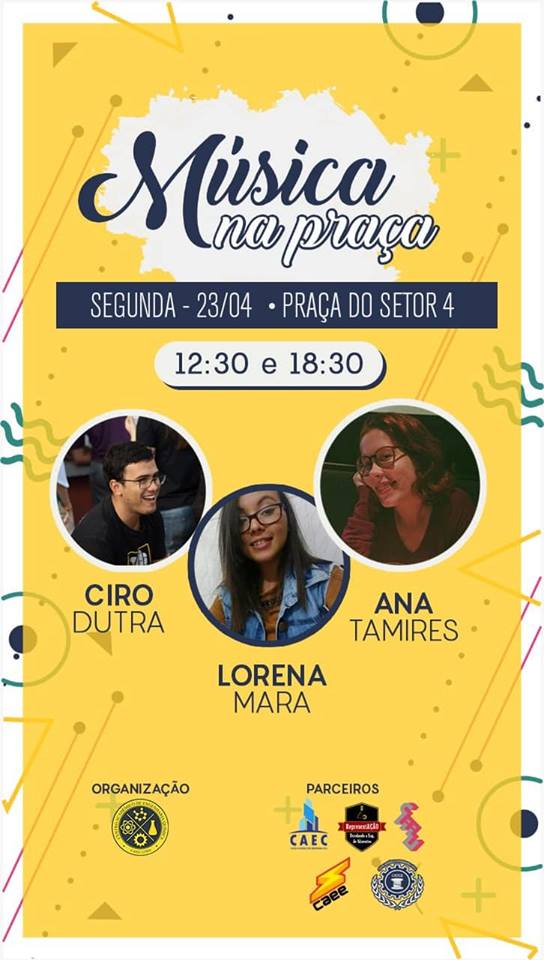 Música
na praça
SEGUNDA - 23/04 • PRAÇA DO SETOR 4
12:30 e 18:30
CIRO
DUTRA
LORENA
MARA
ANA
TAMIRES
ORGANIZAÇÃO
PARCEIROS
CAEC
RepresentAÇÃO
caee